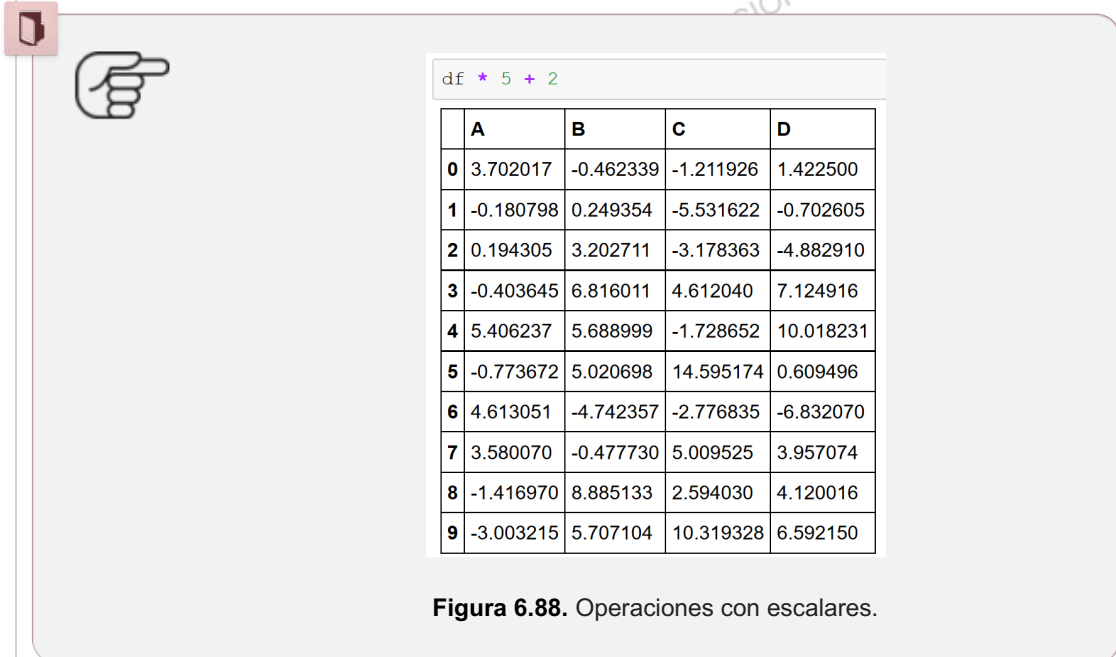 df * 5 + 2
A B C D
0 3.702017 -0.462339 -1.211926 1.422500
1 -0.180798 0.249354 -5.531622 -0.702605
2 0.194305 3.202711 -3.178363 -4.882910
3 -0.403645 6.816011 4.612040 7.124916
4 5.406237 5.688999 -1.728652 10.018231
5 -0.773672 5.020698 14.595174 0.609496
6 4.613051 -4.742357 -2.776835 -6.832070
7 3.580070 -0.477730 5.009525 3.957074
8 -1.416970 8.885133 2.594030 4.120016
9 -3.003215 5.707104 10.319328 6.592150
Figura 6.88. Operaciones con escalares.